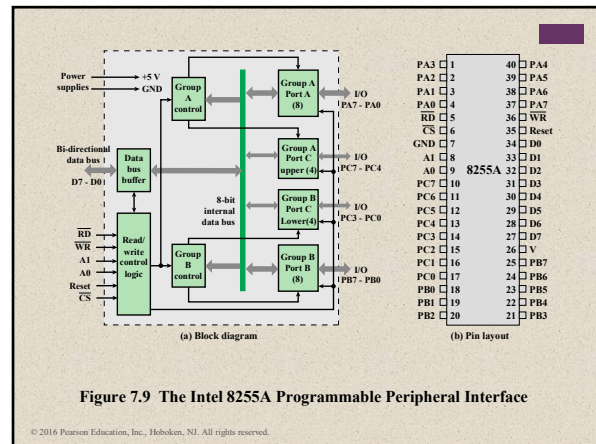 Power
supplies
+5 V
GND
Group
A
control
Group A
Port A
(8)
I/O
PA7 - PA0
Bi-directional
data bus
D7 - D0
Data
bus
buffer
Group A
Port C
upper (4)
I/O
PC7 - PC4
8-bit
internal
data bus
Group B
Port C
Lower(4)
I/O
PC3 - PC0
RD
WR
A1
A0
Reset
CS
Read/
write
control
logic
Group
B
control
Group B
Port B
(8)
I/O
PB7 - PB0
(a) Block diagram
PA3 1 40 PA4
PA2 2 39 PA5
PA1 3 38 PA6
PA0 4 37 PA7
RD 5 36 WR
CS 6 35 Reset
GND 7 34 D0
A1 8 33 D1
8255A
A0 9 32 D2
PC7 10 31 D3
PC6 11 30 D4
PC5 12 29 D5
PC4 13 28 D6
PC3 14 27 D7
PC2 15 26 V
PC1 16 25 PB7
PC0 17 24 PB6
PB0 18 23 PB5
PB1 19 22 PB4
PB2 20 21 PB3
(b) Pin layout
Figure 7.9 The Intel 8255A Programmable Peripheral Interface
© 2016 Pearson Education, Inc., Hoboken, NJ. All rights reserved.